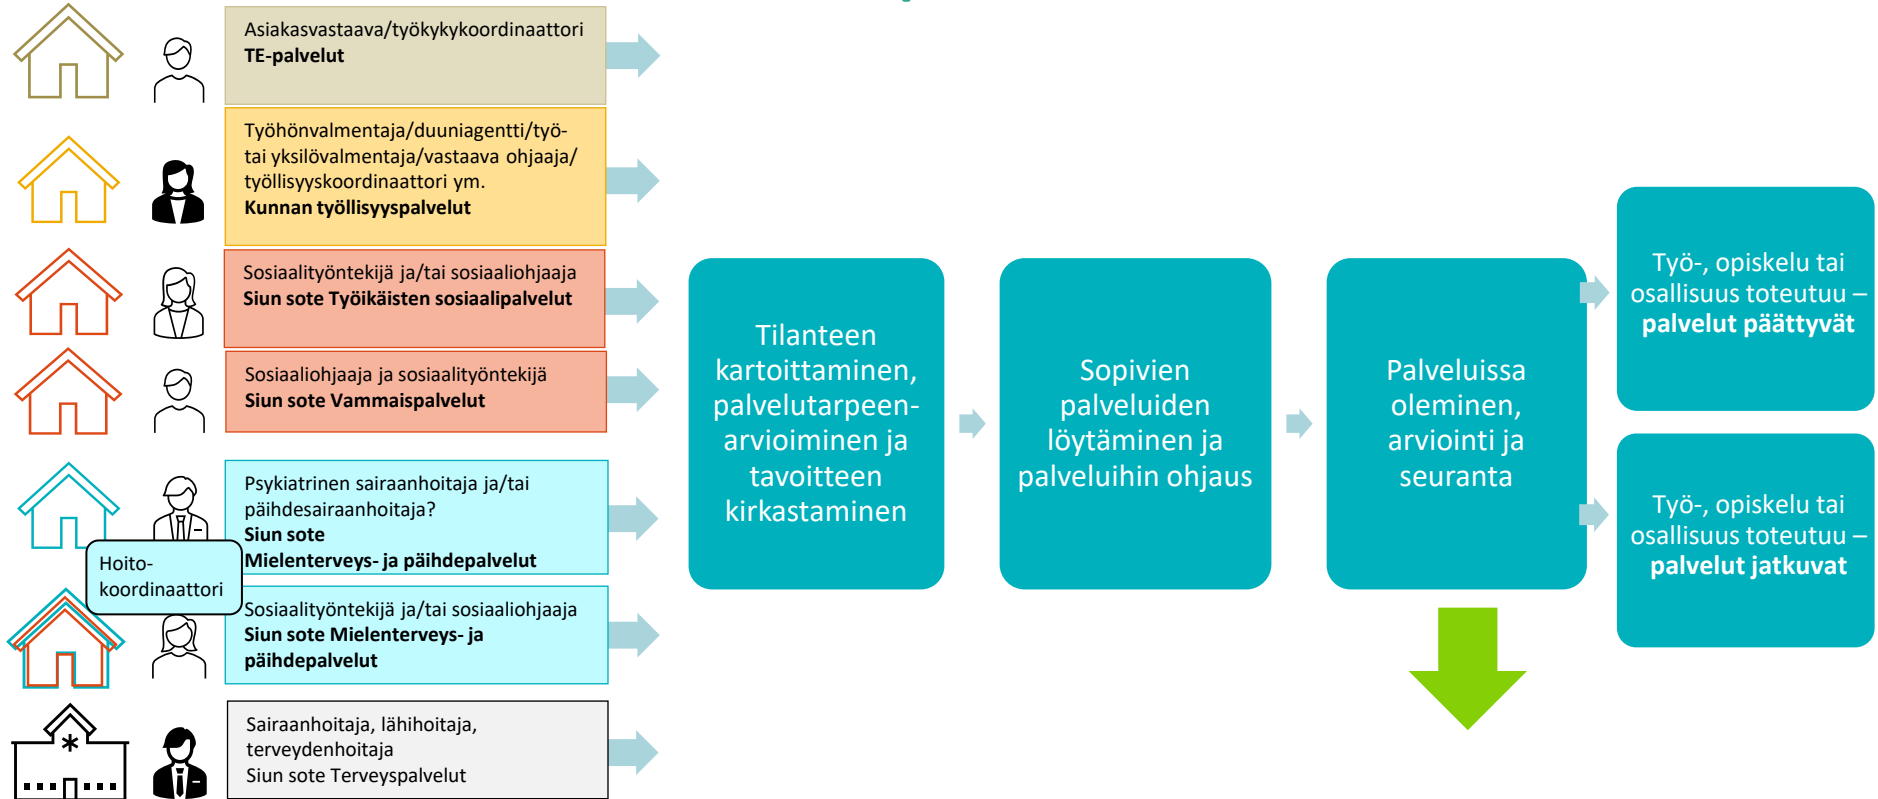 Asiakasvastaava/työkykykoordinaattori
TE-palvelut
Työhönvalmentaja/duuniagentti/työ-
tai yksilövalmentaja/vastaava ohjaaja/
työllisyyskoordinaattori ym.
Kunnan työllisyyspalvelut
Sosiaalityöntekijä ja/tai sosiaaliohjaaja
Siun sote Työikäisten sosiaalipalvelut
Sosiaaliohjaaja ja sosiaalityöntekijä
Siun sote Vammaispalvelut
Psykiatrinen sairaanhoitaja ja/tai
päihdesairaanhoitaja?
Siun sote
Mielenterveys- ja päihdepalvelut
Hoito-
koordinaattori
Sosiaalityöntekijä ja/tai sosiaaliohjaaja
Siun sote Mielenterveys- ja
päihdepalvelut
Sairaanhoitaja, lähihoitaja,
terveydenhoitaja
Siun sote Terveyspalvelut
Tilanteen
kartoittaminen,
palvelutarpeen-
arvioiminen ja
tavoitteen
kirkastaminen
Sopivien
palveluiden
löytäminen ja
palveluihin ohjaus
Palveluissa
oleminen,
arviointi ja
seuranta
Työ-, opiskelu tai
osallisuus toteutuu –
palvelut päättyvät
Työ-, opiskelu tai
osallisuus toteutuu –
palvelut jatkuvat